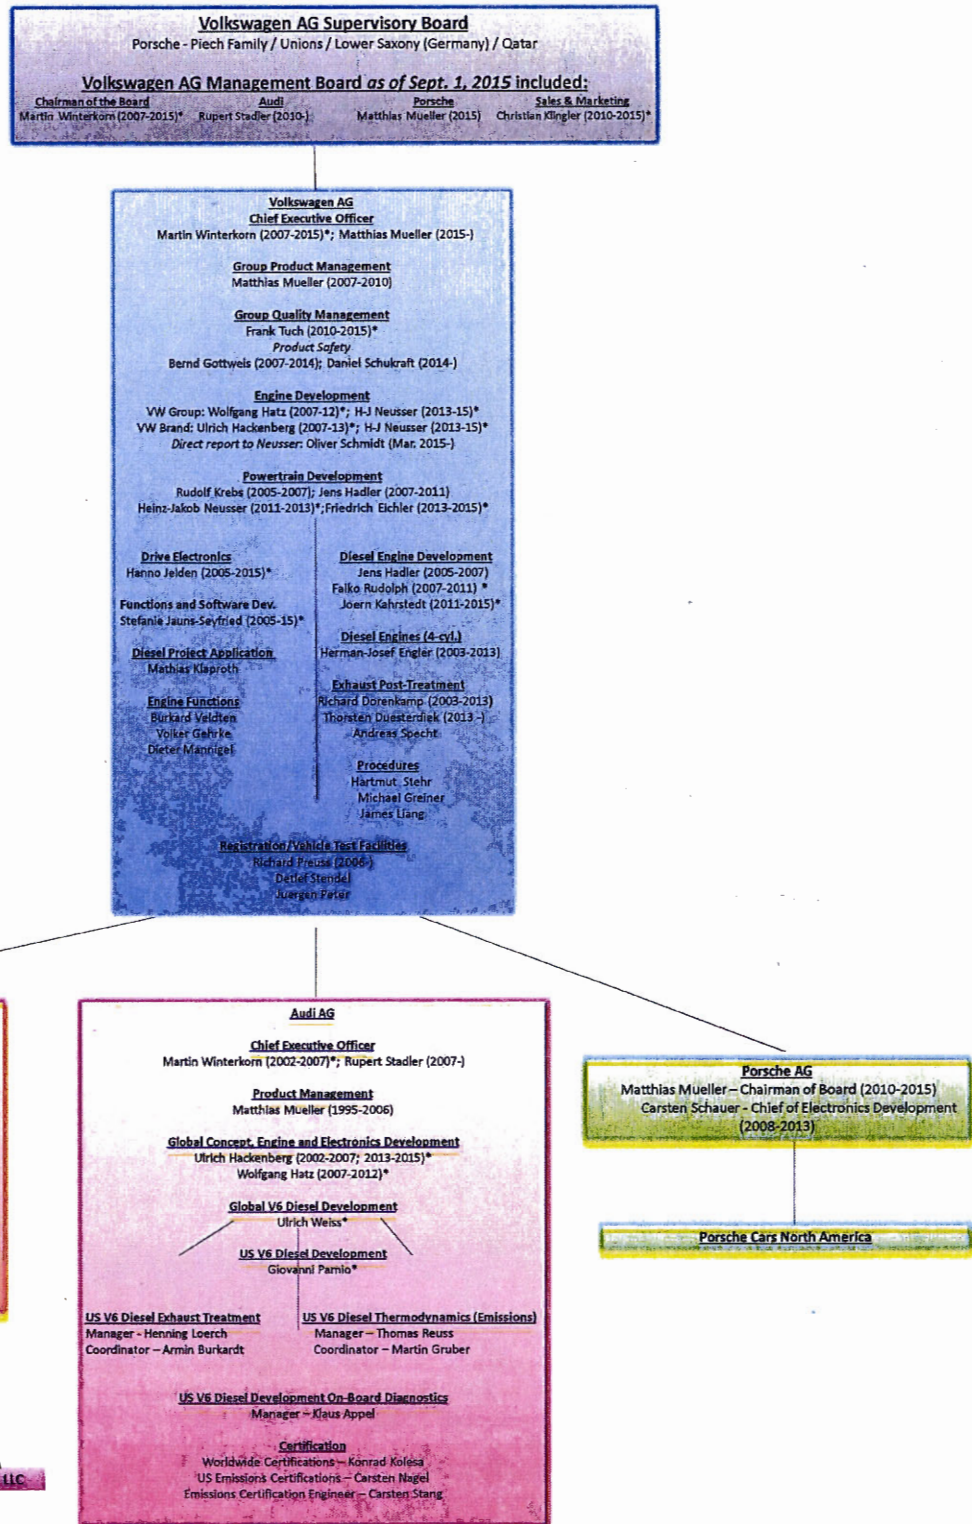 Volkswagen AG Supervisory Board
Porsche - Piech Family / Unions / Lower Saxony (Germany) / Qatar
Volkswagen AG Management Board as of Sept. 1, 2015 included:
Chairman of the Board Audi Porsche Sales & Marketing
Martin Winterkorn (2007-2015)* Rupert Stadler (2010-) Matthias Mueller (2015) Christian Klingler (2010-2015)*
Volkswagen AG
Chief Executive Officer
Martin Winterkorn (2007-2015)*; Matthias Mueller (2015-)
Group Product Management
Matthias Mueller (2007-2010)
Group Quality Management
Frank Tuch (2010-2015)*
Product Safety
Bernd Gottweis (2007-2014); Daniel Schukraft (2014-)
Engine Development
VW Group: Wolfgang Hatz (2007-12)*; H-J Neusser (2013-15)*
VW Brand: Ulrich Hackenberg (2007-13)*; H-J Neusser (2013-15)*
Direct report to Neusser: Oliver Schmidt (Mar. 2015-)
Powertrain Development
Rudolf Krebs (2005-2007); Jens Hadler (2007-2011)
Heinz-Jakob Neusser (2011-2013)*;Friedrich Eichler (2013-2015)*
Drive Electronics
Hanno Jelden (2005-2015)*
Functions and Software Dev.
Stefanie Jauns-Seyfried (2005-15)*
Diesel Project Application
Mathias Klaproth
Engine Functions
Burkard Veldten
Volker Gehrke
Dieter Mannigel
Diesel Engine Development
Jens Hadler (2005-2007)
Falko Rudolph (2007-2011) *
Joern Kahrstedt (2011-2015)*
Diesel Engines (4-cyl.)
Herman-Josef Engler (2003-2013)
Exhaust Post-Treatment
Richard Dorenkamp (2003-2013)
Thorsten Duesterdiek (2013 -)
Andreas Specht
Procedures
Hartmut Stehr
Michael Greiner
James Liang
Registration/Vehicle Test Facilities
Richard Preuss (2006-)
Detlef Stendel
Juergen Peter
Audi AG
Chief Executive Officer
Martin Winterkorn (2002-2007)*; Rupert Stadler (2007-)
Product Management
Matthias Mueller (1995-2006)
Global Concept, Engine and Electronics Development
Ulrich Hackenberg (2002-2007; 2013-2015)*
Wolfgang Hatz (2007-2012)*
Global V6 Diesel Development
Ulrich Weiss*
US V6 Diesel Development
Giovanni Pamio*
US V6 Diesel Exhaust Treatment
Manager - Henning Loerch
Coordinator – Armin Burkardt
US V6 Diesel Thermodynamics (Emissions)
Manager – Thomas Reuss
Coordinator – Martin Gruber
US V6 Diesel Development On-Board Diagnostics
Manager – Klaus Appel
Certification
Worldwide Certifications – Konrad Kolesa
US Emissions Certifications – Carsten Nagel
Emissions Certification Engineer – Carsten Stang
Porsche AG
Matthias Mueller – Chairman of Board (2010-2015)
Carsten Schauer - Chief of Electronics Development
(2008-2013)
Porsche Cars North America
LLC